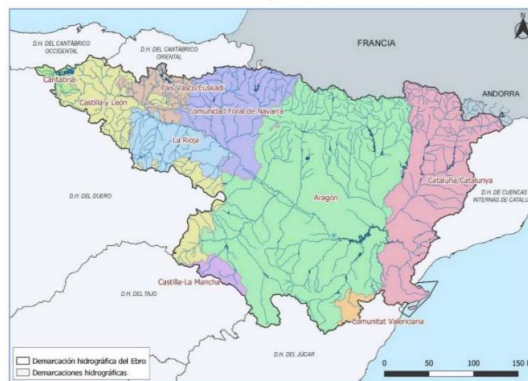 D.H. DEL CANTÁBRICO
OCCIDENTAL
D.H. DEL CANTÁBRICO
ORIENTAL
FRANCIA
N
ANDORRA
Cantabria
País Vasco/Euskadi
Castilla y León
Comunidad Foral de Navarra
La Rioja
Cataluña/Catalunya
D.H. DE CUENCAS
INTERNAS DE CATALU
D.H. DEL DUERO
Aragón
Castilla-La Mancha
D.H. DEL TAJO
Comunitat Valenciana
D.H. DEL JÚCAR
Demarcación hidrográfica del Ebro
Demarcaciones hidrográficas
0 50 100 150